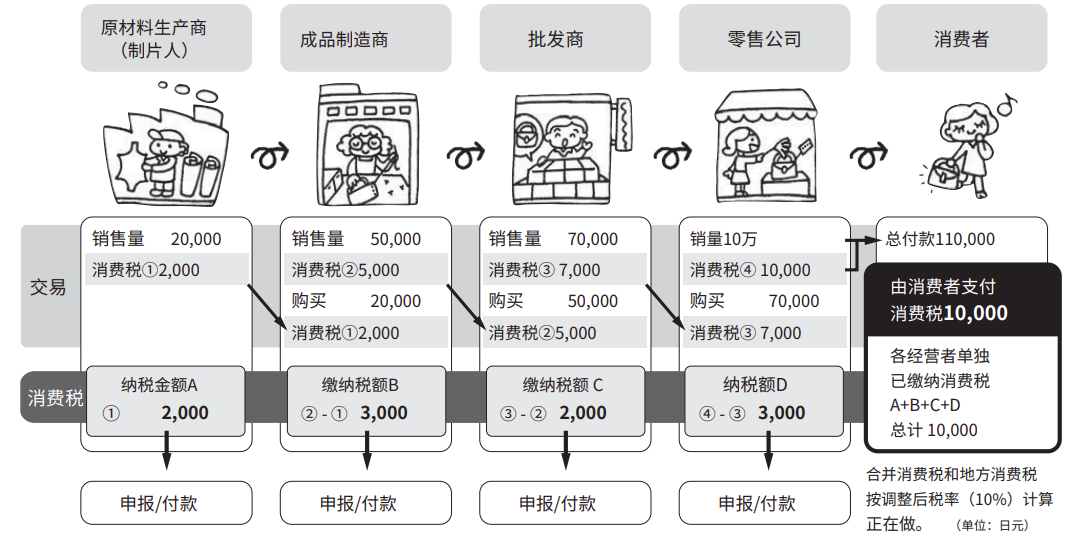 原材料生产商
（制片人）
成品制造商
批发商
零售公司
消费者
交易
销售量 20,000
消费税①2,000
销售量 50,000
消费税②5,000
购买 20,000
消费税①2,000
销售量 70,000
消费税③ 7,000
购买 50,000
消费税②5,000
销量10万
消费税④ 10,000
购买 70,000
消费税③ 7,000
总付款110,000
由消费者支付
消费税10,000
各经营者单独
已缴纳消费税
A+B+C+D
总计 10,000
消费税
纳税金额A
① 2,000
缴纳税额B
② - ① 3,000
缴纳税额 C
③ - ② 2,000
纳税额D
④ - ③ 3,000
申报/付款
申报/付款
申报/付款
申报/付款
合并消费税和地方消费税
按调整后税率（10%）计算
正在做。 （单位：日元）